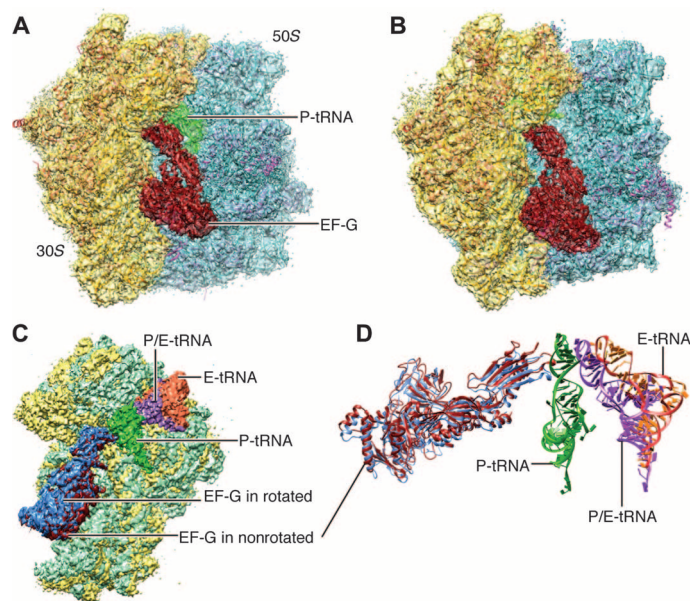 A
50S
P-tRNA
EF-G
30S
B
C
P/E-tRNA
E-tRNA
P-tRNA
EF-G in rotated
EF-G in nonrotated
D
E-tRNA
P-tRNA
P/E-tRNA